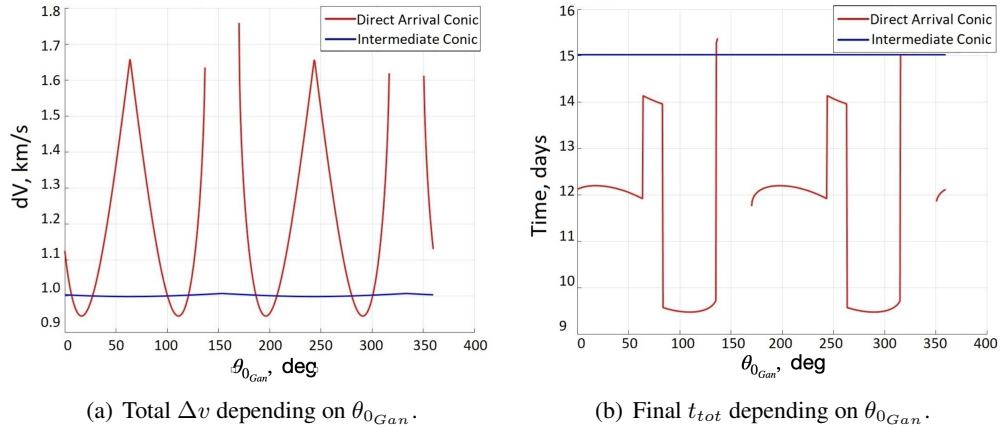 1.8
1.7
1.6
1.5
1.4
1.3
1.2
1.1
1.0
0.9
dV, km/s
Direct Arrival Conic
Intermediate Conic
0 50 100 150 200 250 300 350 400
θ0Gan, deg
(a) Total Δv depending on θ0Gan.
16
15
14
13
12
11
10
9
Time, days
Direct Arrival Conic
Intermediate Conic
0 50 100 150 200 250 300 350 400
θ0Gan, deg
(b) Final ttot depending on θ0Gan.